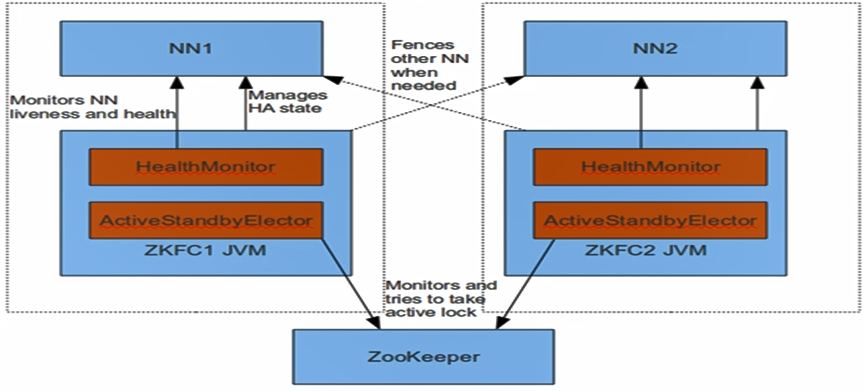 NN1
NN2
Fences
other NN
when
needed
Monitors NN
liveness and health
Manages
HA state
HealthMonitor
HealthMonitor
ActiveStandbyElector
ActiveStandbyElector
ZKFC1 JVM
ZKFC2 JVM
Monitors and
tries to take
active lock
ZooKeeper